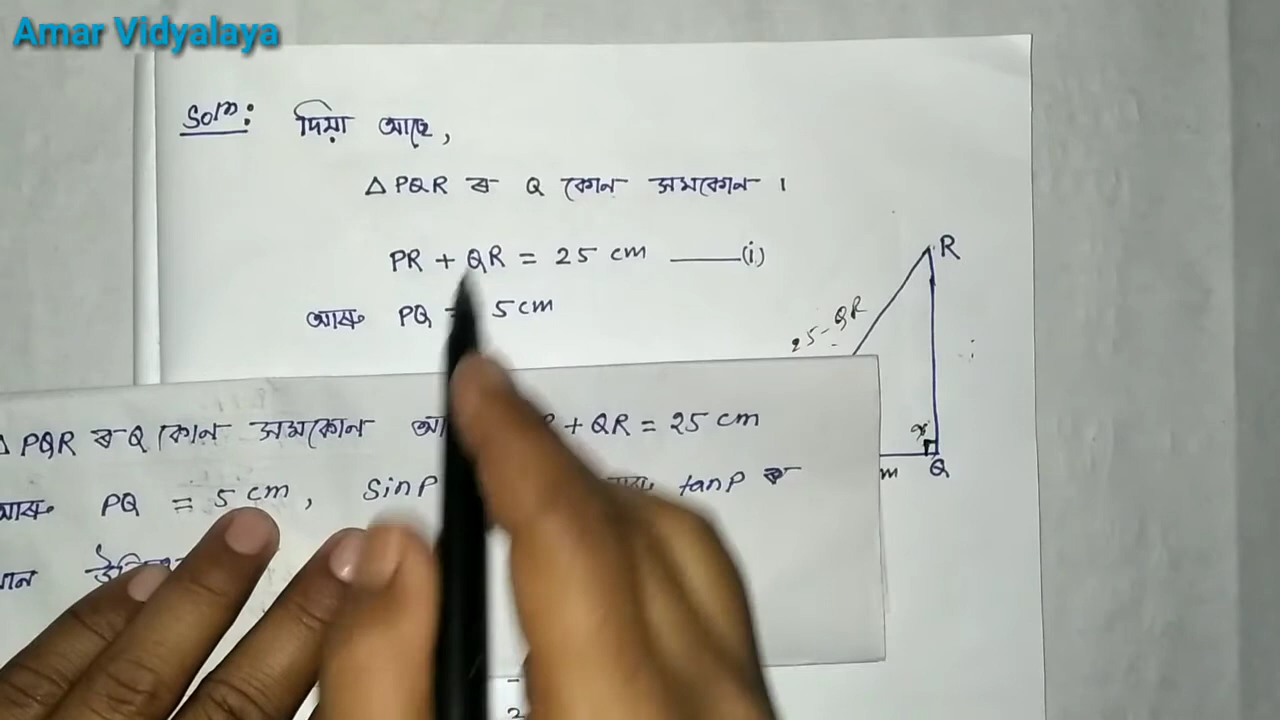 Amar Vidyalaya
Soln: দিয়া আছে,
△ PQR ৰ Q কোন সমকোন ।
PR + QR = 25 cm ——(i)
আৰু PQ = 5 cm
R
25 - QR
Q
△ PQR ৰ Q কোন সমকোন + QR = 25 cm
আৰু PQ = 5 cm, sin P আৰু tan P ৰ
মান